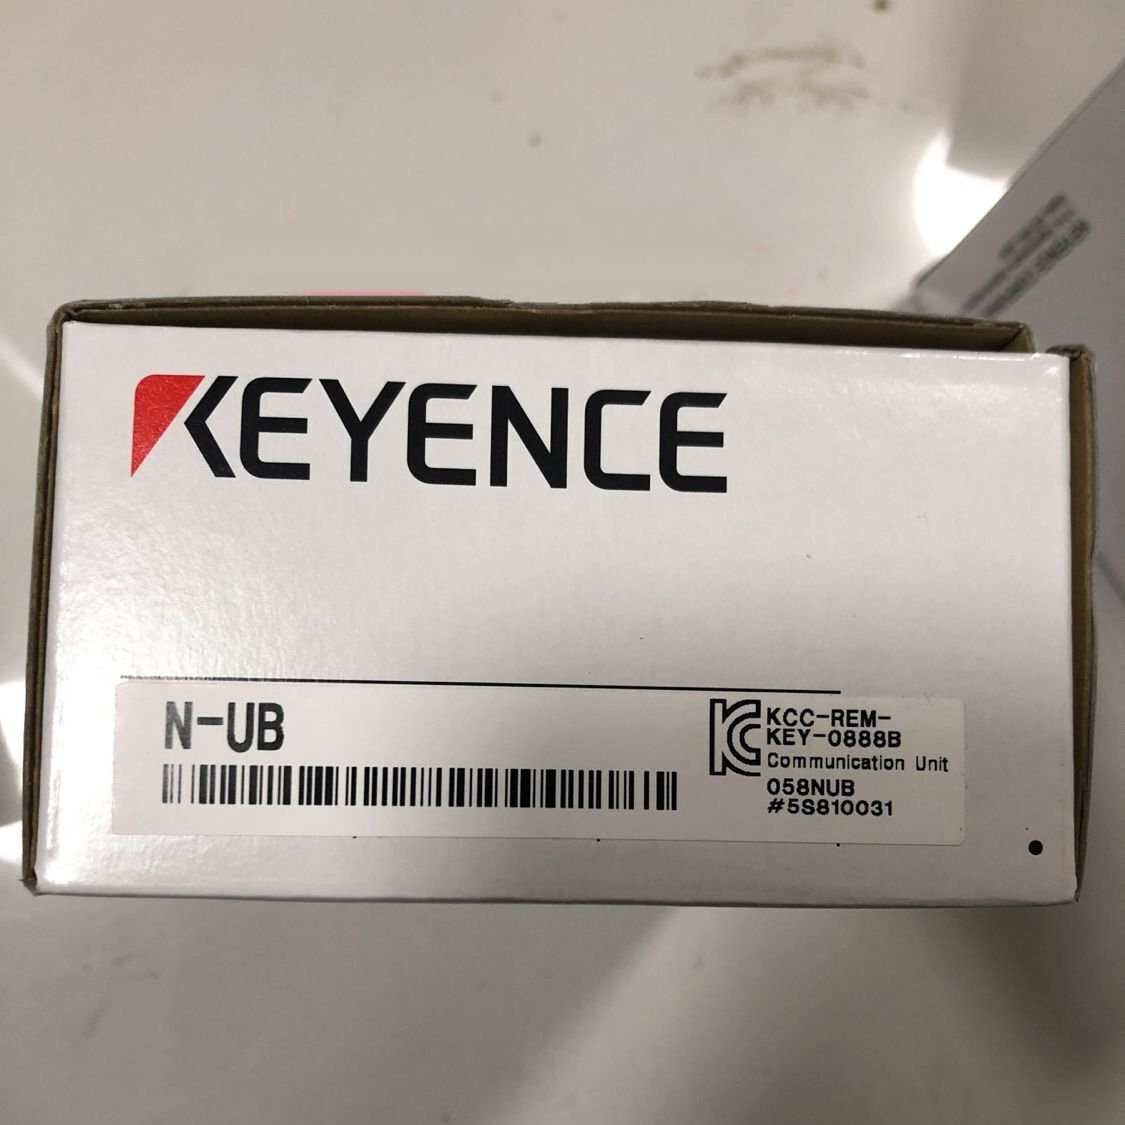 KEYENCE
N-UB
KCC-REM-
KEY-0888B
Communication Unit
058NUB
#5S810031